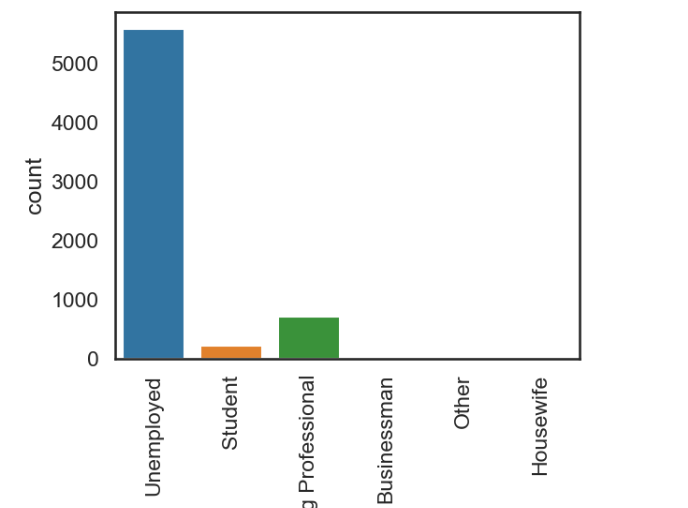 5000
4000
3000
2000
1000
0
count
Unemployed
Student
g Professional
Businessman
Other
Housewife